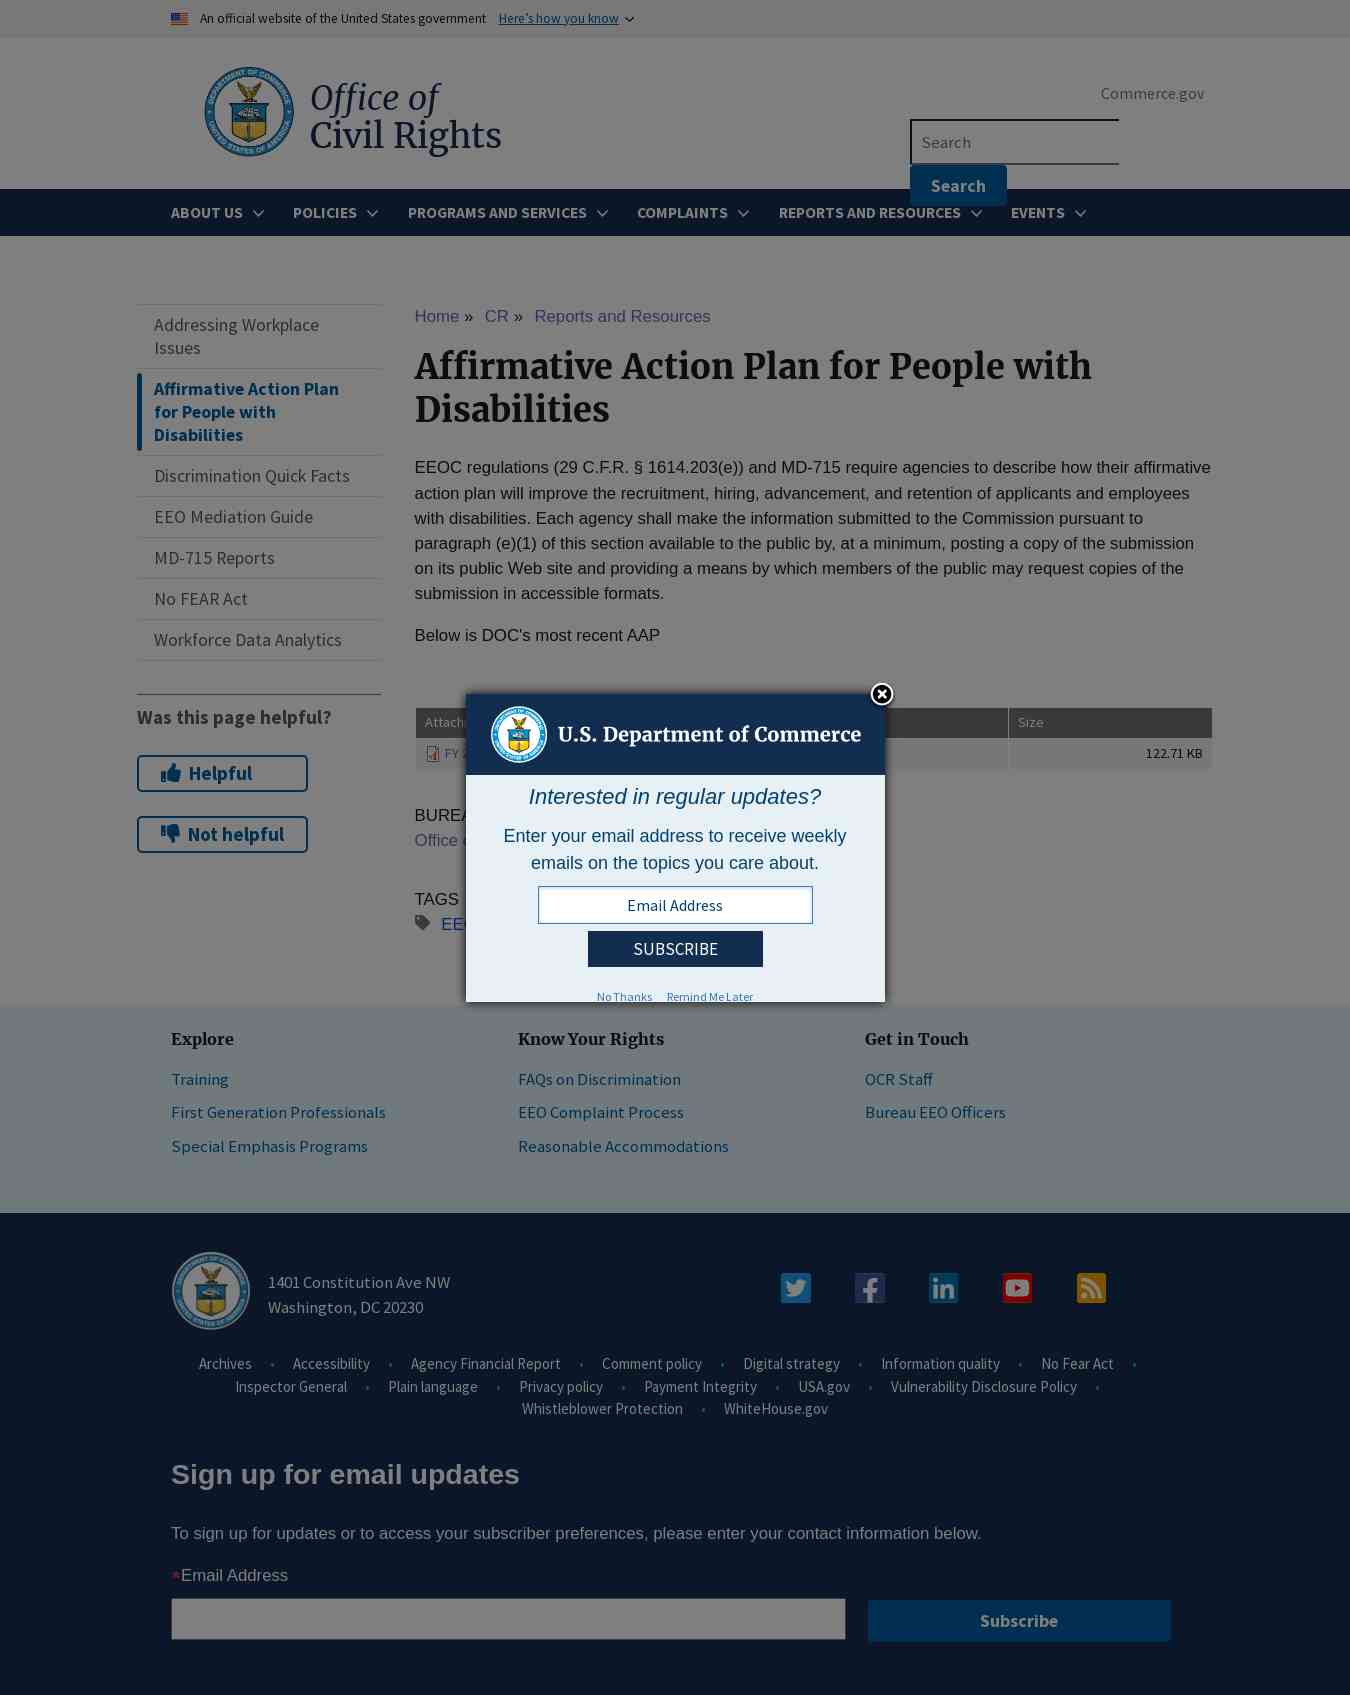 An official website of the United States government Here's how you know
Office of
Civil Rights
Commerce.gov
Search
Search
ABOUT US POLICIES PROGRAMS AND SERVICES COMPLAINTS REPORTS AND RESOURCES EVENTS
Addressing Workplace
Issues
Affirmative Action Plan
for People with
Disabilities
Discrimination Quick Facts
EEO Mediation Guide
MD-715 Reports
No FEAR Act
Workforce Data Analytics
Was this page helpful?
Helpful
Not helpful
Home » CR » Reports and Resources
Affirmative Action Plan for People with
Disabilities
EEOC regulations (29 C.F.R. § 1614.203(e)) and MD-715 require agencies to describe how their affirmative
action plan will improve the recruitment, hiring, advancement, and retention of applicants and employees
with disabilities. Each agency shall make the information submitted to the Commission pursuant to
paragraph (e)(1) of this section available to the public by, at a minimum, posting a copy of the submission
on its public Web site and providing a means by which members of the public may request copies of the
submission in accessible formats.
Below is DOC's most recent AAP
Size
FY
122.71 KB
Office
TAGS
U.S. Department of Commerce
Interested in regular updates?
Enter your email address to receive weekly
emails on the topics you care about.
Email Address
SUBSCRIBE
No Thanks Remind Me Later
Explore
Training
First Generation Professionals
Special Emphasis Programs
Know Your Rights
FAQs on Discrimination
EEO Complaint Process
Reasonable Accommodations
Get in Touch
OCR Staff
Bureau EEO Officers
1401 Constitution Ave NW
Washington, DC 20230
Archives • Accessibility • Agency Financial Report • Comment policy • Digital strategy • Information quality • No Fear Act •
Inspector General • Plain language • Privacy policy • Payment Integrity • USA.gov • Vulnerability Disclosure Policy •
Whistleblower Protection • WhiteHouse.gov
Sign up for email updates
To sign up for updates or to access your subscriber preferences, please enter your contact information below.
*Email Address
Subscribe